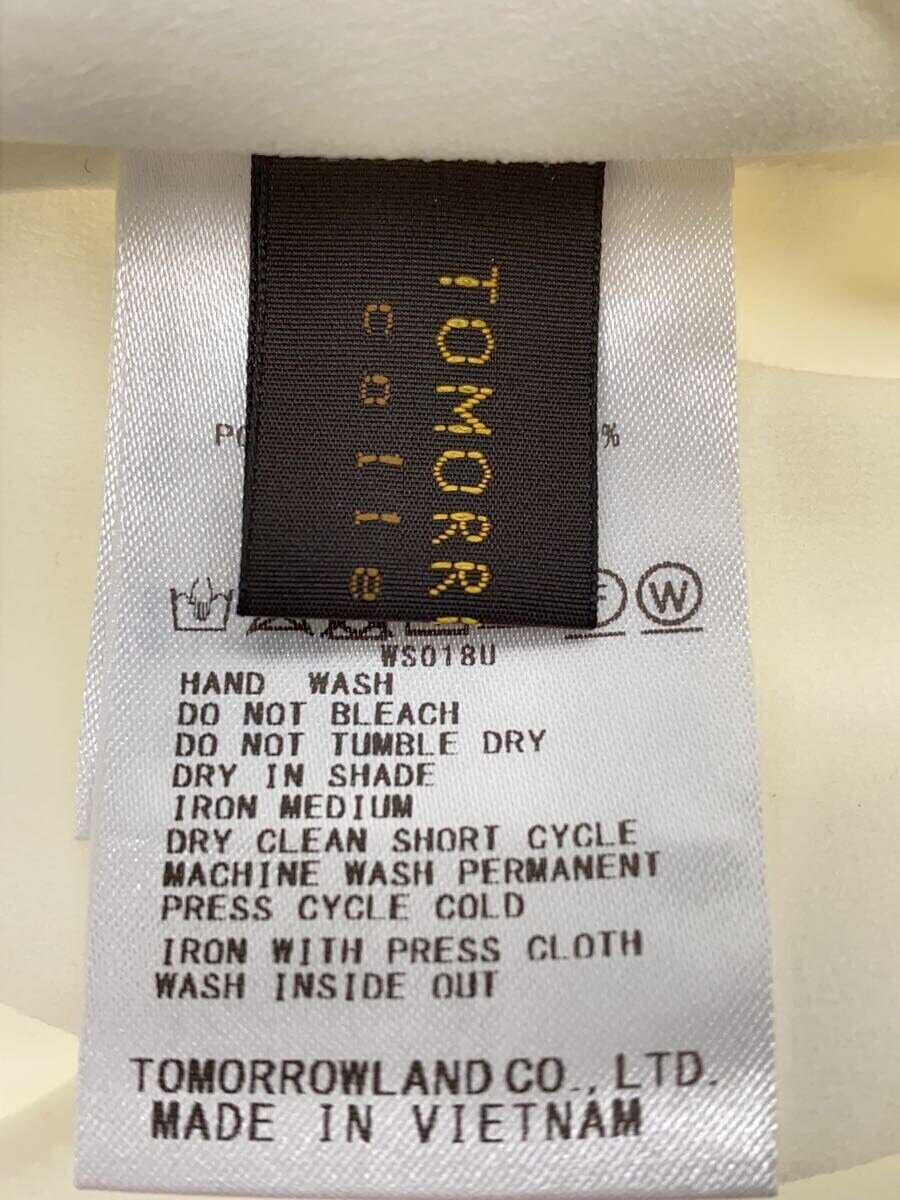 TOMORR
colle
%
F W
WS018U
HAND WASH
DO NOT BLEACH
DO NOT TUMBLE DRY
DRY IN SHADE
IRON MEDIUM
DRY CLEAN SHORT CYCLE
MACHINE WASH PERMANENT
PRESS CYCLE COLD
IRON WITH PRESS CLOTH
WASH INSIDE OUT
TOMORROWLAND CO., LTD.
MADE IN VIETNAM